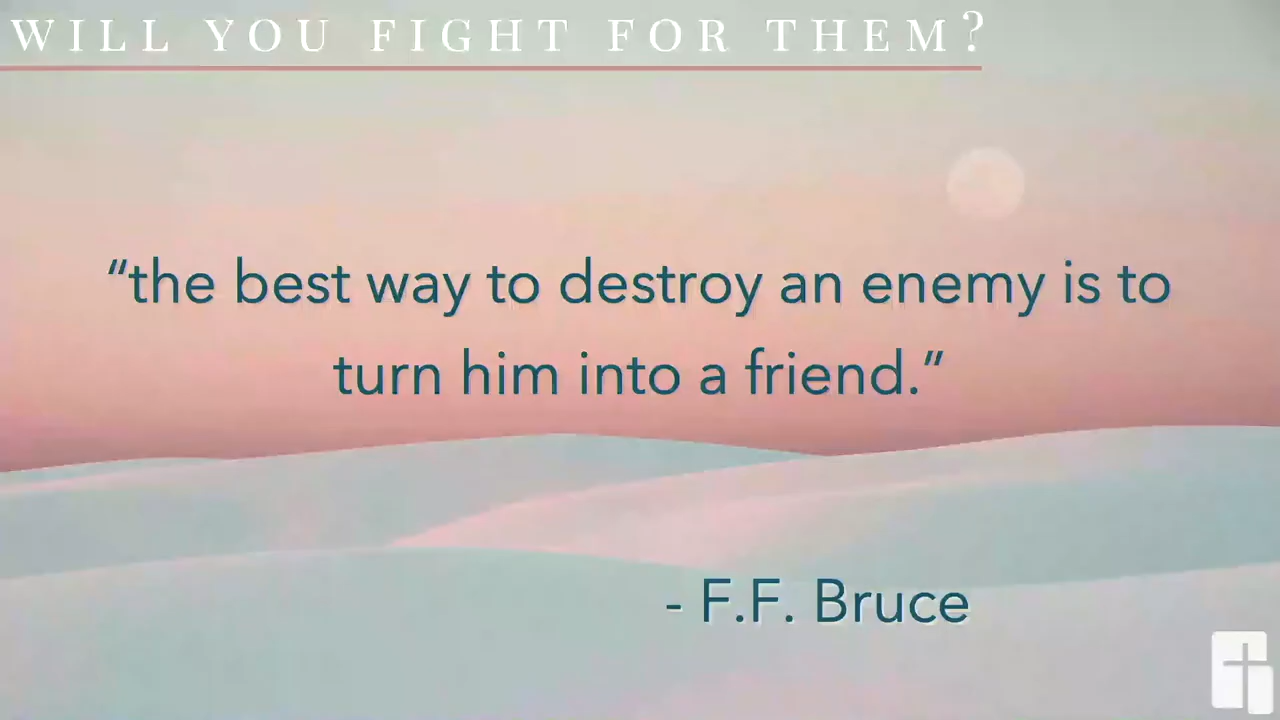 WILL YOU FIGHT FOR THEM?
“the best way to destroy an enemy is to
turn him into a friend.”
- F.F. Bruce